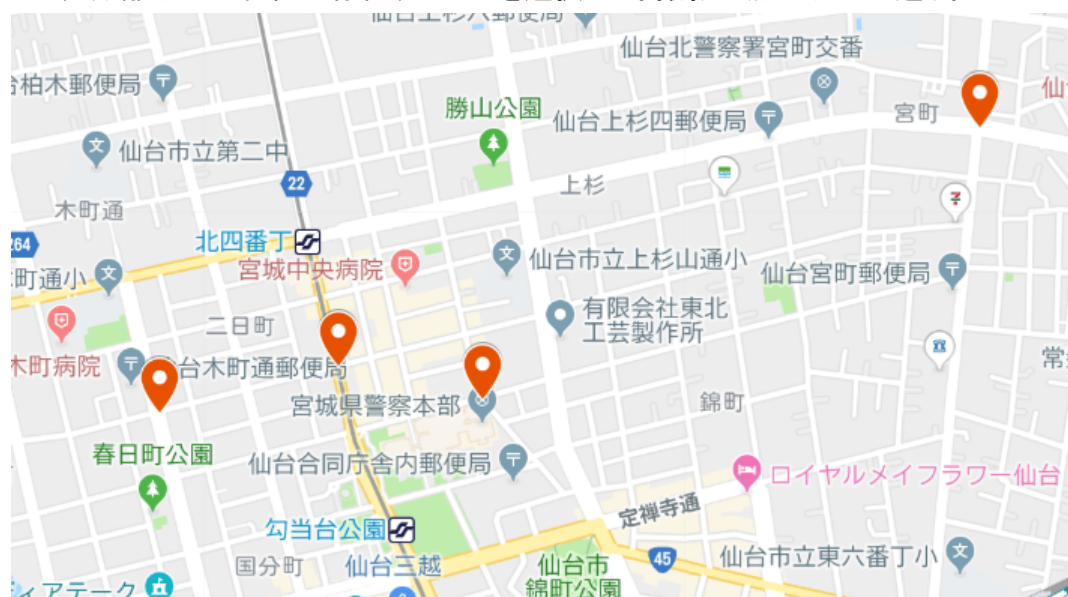 仙台北警察署宮町交番
台柏木郵便局
勝山公園
仙台上杉四郵便局
宮町
仙台市立第二中
22
上杉
木町通
北四番丁
264
宮城中央病院
仙台市立上杉山通小
仙台宮町郵便局
町通小
有限会社東北
工芸製作所
二日町
木町病院
台木町通郵便局
宮城県警察本部
錦町
春日町公園
仙台合同庁舎内郵便局
ロイヤルメイフラワー仙台
定禅寺通
勾当台公園
45
国分町
仙台三越
仙台市
錦町公園
仙台市立東六番丁小
ィアテーク